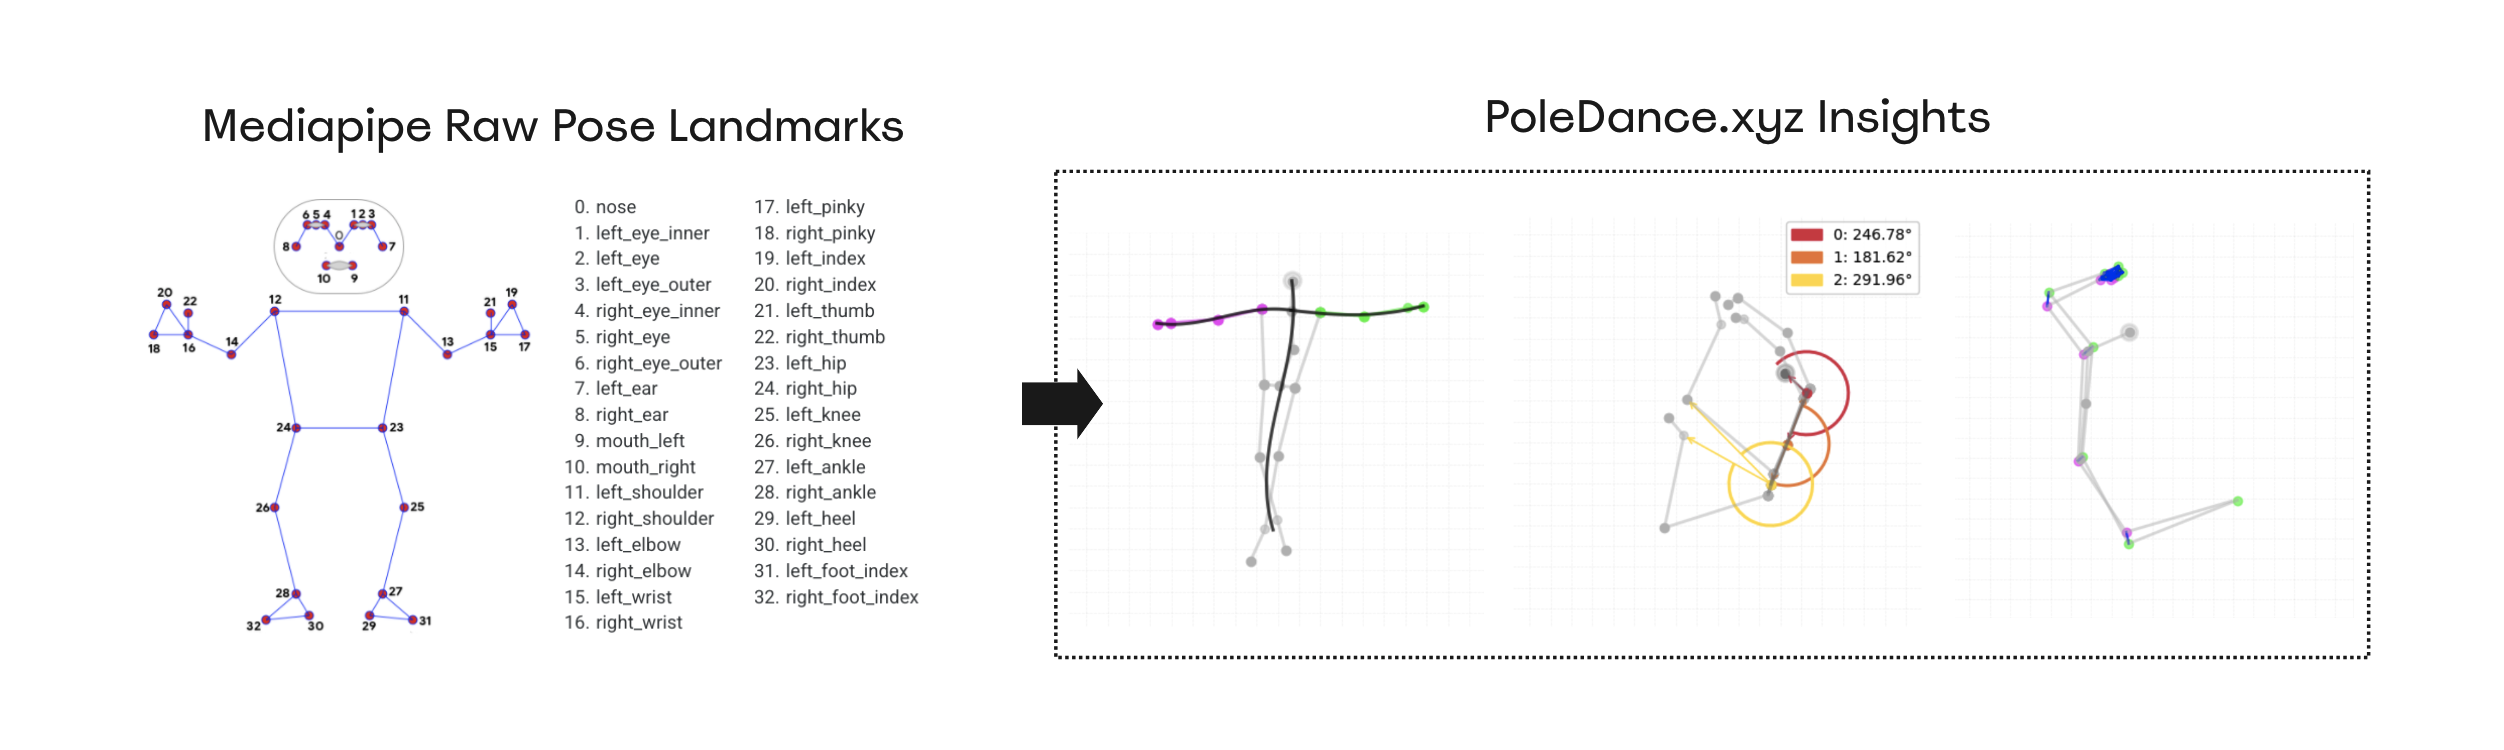 Mediapipe Raw Pose Landmarks
6 5 4 1 2 3
0
8 7
10 9
20 22 12 11 21 19
18 16 14 13 15 17
24 23
26 25
28 27
32 30 29 31
0. nose
1. left_eye_inner
2. left_eye
3. left_eye_outer
4. right_eye_inner
5. right_eye
6. right_eye_outer
7. left_ear
8. right_ear
9. mouth_left
10. mouth_right
11. left_shoulder
12. right_shoulder
13. left_elbow
14. right_elbow
15. left_wrist
16. right_wrist
17. left_pinky
18. right_pinky
19. left_index
20. right_index
21. left_thumb
22. right_thumb
23. left_hip
24. right_hip
25. left_knee
26. right_knee
27. left_ankle
28. right_ankle
29. left_heel
30. right_heel
31. left_foot_index
32. right_foot_index
PoleDance.xyz Insights
0: 246.78°
1: 181.62°
2: 291.96°